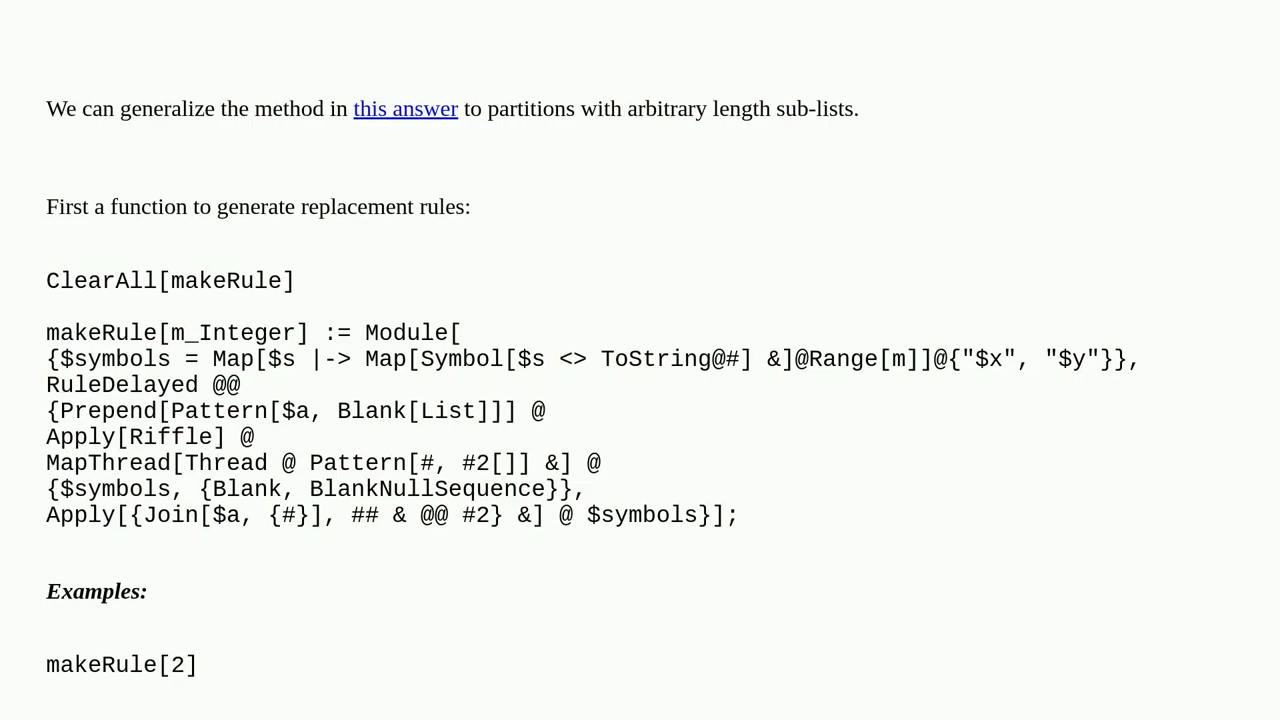 We can generalize the method in this answer to partitions with arbitrary length sub-lists.
First a function to generate replacement rules:
ClearAll[makeRule]
makeRule[m_Integer] := Module[
{$symbols = Map[$s |-> Map[Symbol[$s <> ToString@#] &]@Range[m]]@{"$x", "$y"}},
RuleDelayed @@
{Prepend[Pattern[$a, Blank[List]]] @
Apply[Riffle] @
MapThread[Thread @ Pattern[#, #2[]] &] @
{$symbols, {Blank, BlankNullSequence}},
Apply[{Join[$a, {#}], ## & @@ #2} &] @ $symbols}];
Examples:
makeRule[2]